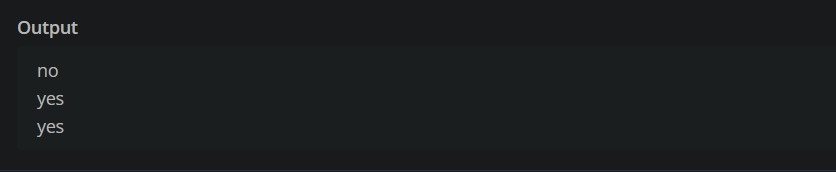 Output
no
yes
yes